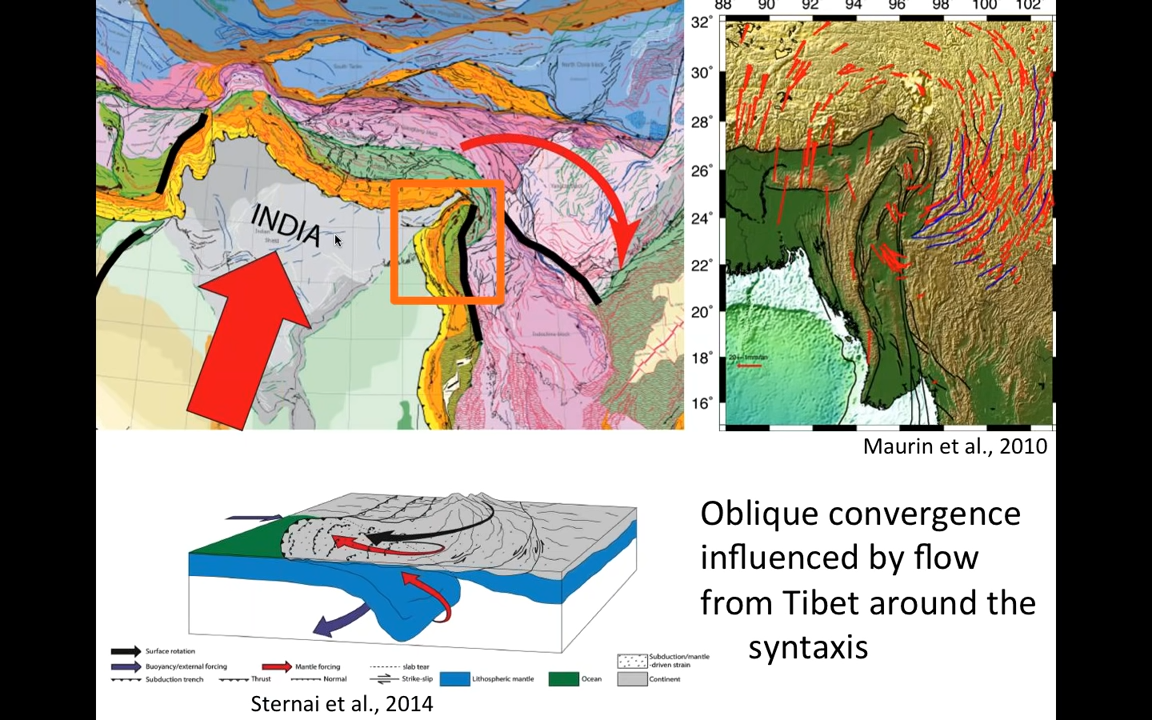 INDIA
88 90 92 94 96 98 100 102
32°
30°
28°
26°
24°
22°
20°
18°
16°
Maurin et al., 2010
Oblique convergence
influenced by flow
from Tibet around the
syntaxis
Surface rotation
Buoyancy/external forcing
Mantle forcing
slab tear
Subduction/mantle
-driven strain
Subduction trench
Thrust
Normal
Strike-slip
Lithospheric mantle
Ocean
Continent
Sternai et al., 2014